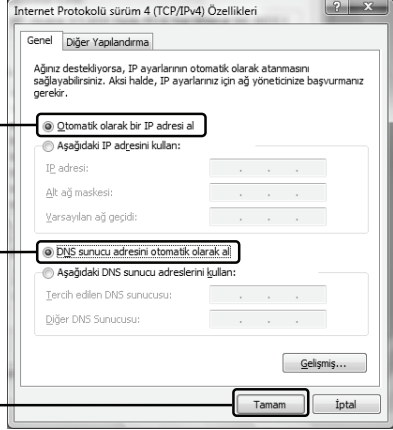 Internet Protokolü sürüm 4 (TCP/IPv4) Özellikleri
Genel
Diğer Yapılandırma
Ağınız destekliyorsa, IP ayarlarının otomatik olarak atanmasını
sağlayabilirsiniz. Aksi halde, IP ayarlarınız için ağ yöneticinize başvurmanız
gerekir.
Otomatik olarak bir IP adresi al
Aşağıdaki IP adresini kullan:
IP adresi:
Alt ağ maskesi:
Varsayılan ağ geçidi:
DNS sunucu adresini otomatik olarak al
Aşağıdaki DNS sunucu adreslerini kullan:
Tercih edilen DNS sunucusu:
Diğer DNS Sunucusu:
Gelişmiş...
Tamam
İptal